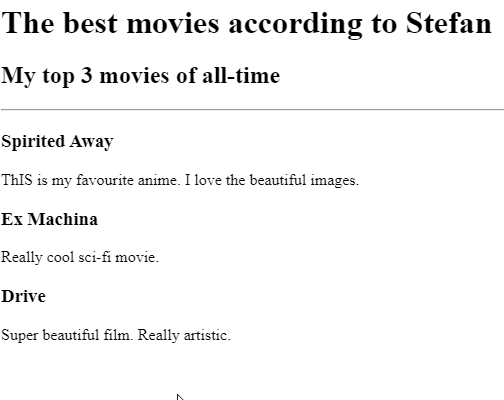 The best movies according to Stefan
My top 3 movies of all-time
Spirited Away
ThIS is my favourite anime. I love the beautiful images.
Ex Machina
Really cool sci-fi movie.
Drive
Super beautiful film. Really artistic.